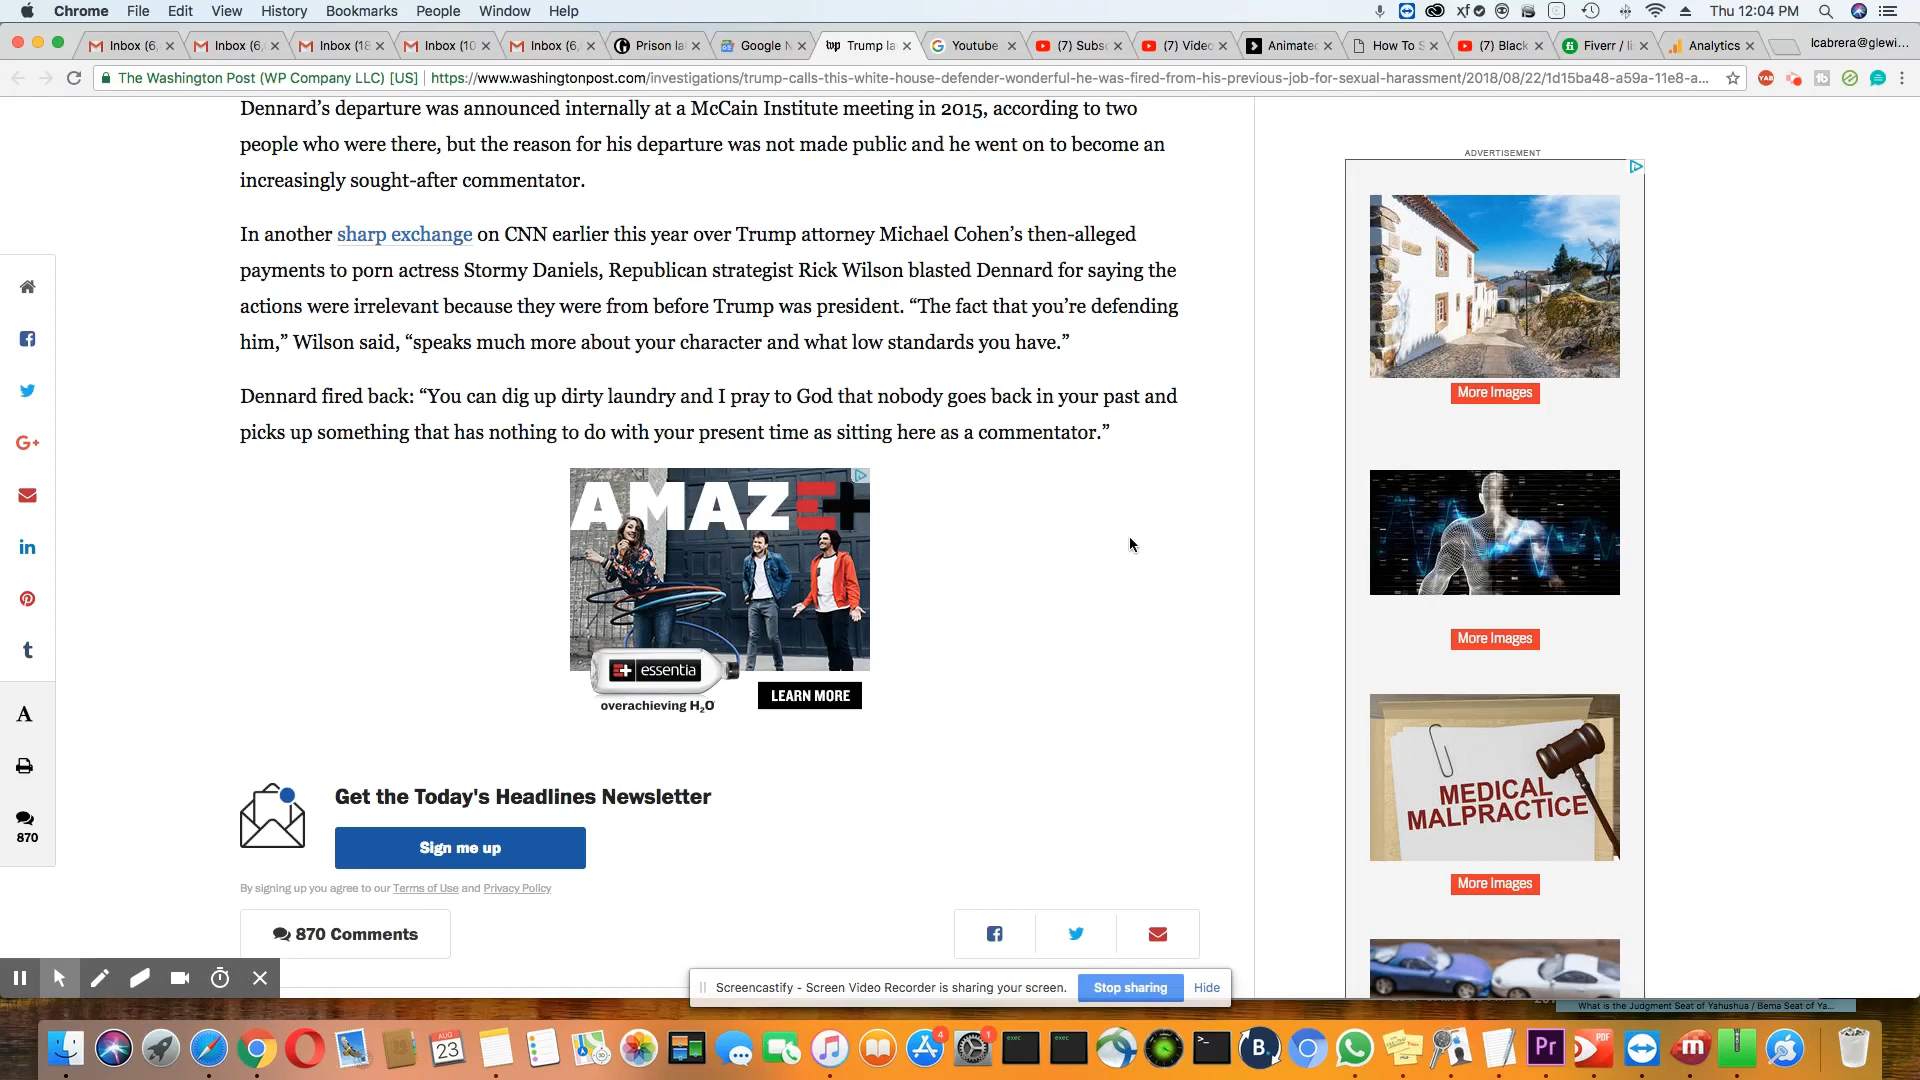 Chrome File Edit View History Bookmarks People Window Help
Thu 12:04 PM
Inbox (6, Inbox (6, Inbox (18 Inbox (10 Inbox (6, Prison la Google N Trump la Youtube (7) Subsc (7) Video How To S (7) Black Fiverr / Analytics lcabrera@glewi...
The Washington Post (WP Company LLC) [US] https://www.washingtonpost.com/investigations/trump-calls-this-white-house-defender-wonderful-he-was-fired-from-his-previous-job-for-sexual-harassment/2018/08/22/1d15ba48-a59a-11e8-a...
Dennard’s departure was announced internally at a McCain Institute meeting in 2015, according to two
people who were there, but the reason for his departure was not made public and he went on to become an
increasingly sought-after commentator.
In another sharp exchange on CNN earlier this year over Trump attorney Michael Cohen’s then-alleged
payments to porn actress Stormy Daniels, Republican strategist Rick Wilson blasted Dennard for saying the
actions were irrelevant because they were from before Trump was president. “The fact that you’re defending
him,” Wilson said, “speaks much more about your character and what low standards you have.”
Dennard fired back: “You can dig up dirty laundry and I pray to God that nobody goes back in your past and
picks up something that has nothing to do with your present time as sitting here as a commentator.”
AMAZE+
essentia
overachieving H2O
LEARN MORE
Get the Today's Headlines Newsletter
Sign me up
By signing up you agree to our Terms of Use and Privacy Policy
870 Comments
870
ADVERTISEMENT
More Images
More Images
MEDICAL
MALPRACTICE
More Images
Screencastify - Screen Video Recorder is sharing your screen. Stop sharing Hide
What is the Judgment Seat of Yahushua / Bema Seat of Ya...
AUG
23
4
1
exec
exec
B.
Pr
PDF